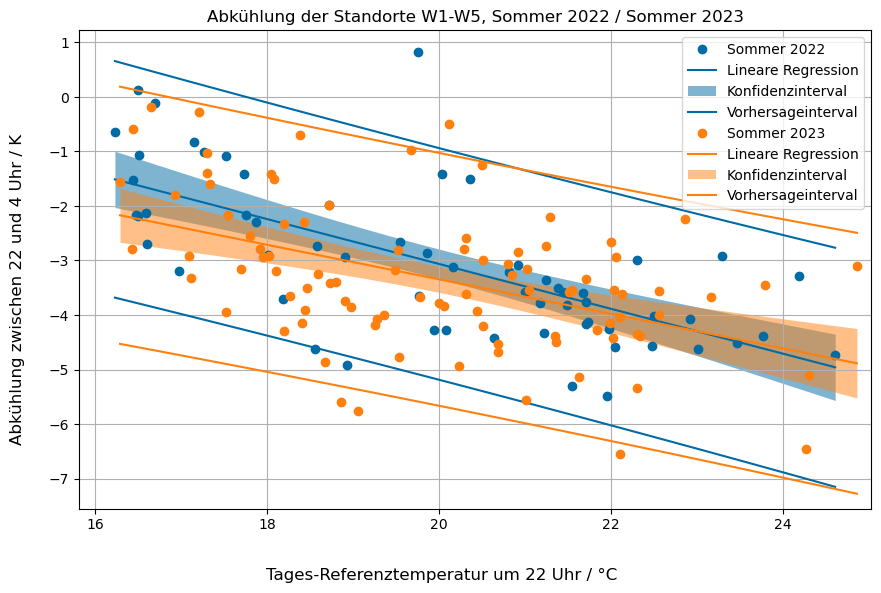 Abkühlung der Standorte W1-W5, Sommer 2022 / Sommer 2023
Abkühlung zwischen 22 und 4 Uhr / K
1
0
−1
−2
−3
−4
−5
−6
−7
Sommer 2022
Lineare Regression
Konfidenzinterval
Vorhersageinterval
Sommer 2023
Lineare Regression
Konfidenzinterval
Vorhersageinterval
16
18
20
22
24
Tages-Referenztemperatur um 22 Uhr / °C